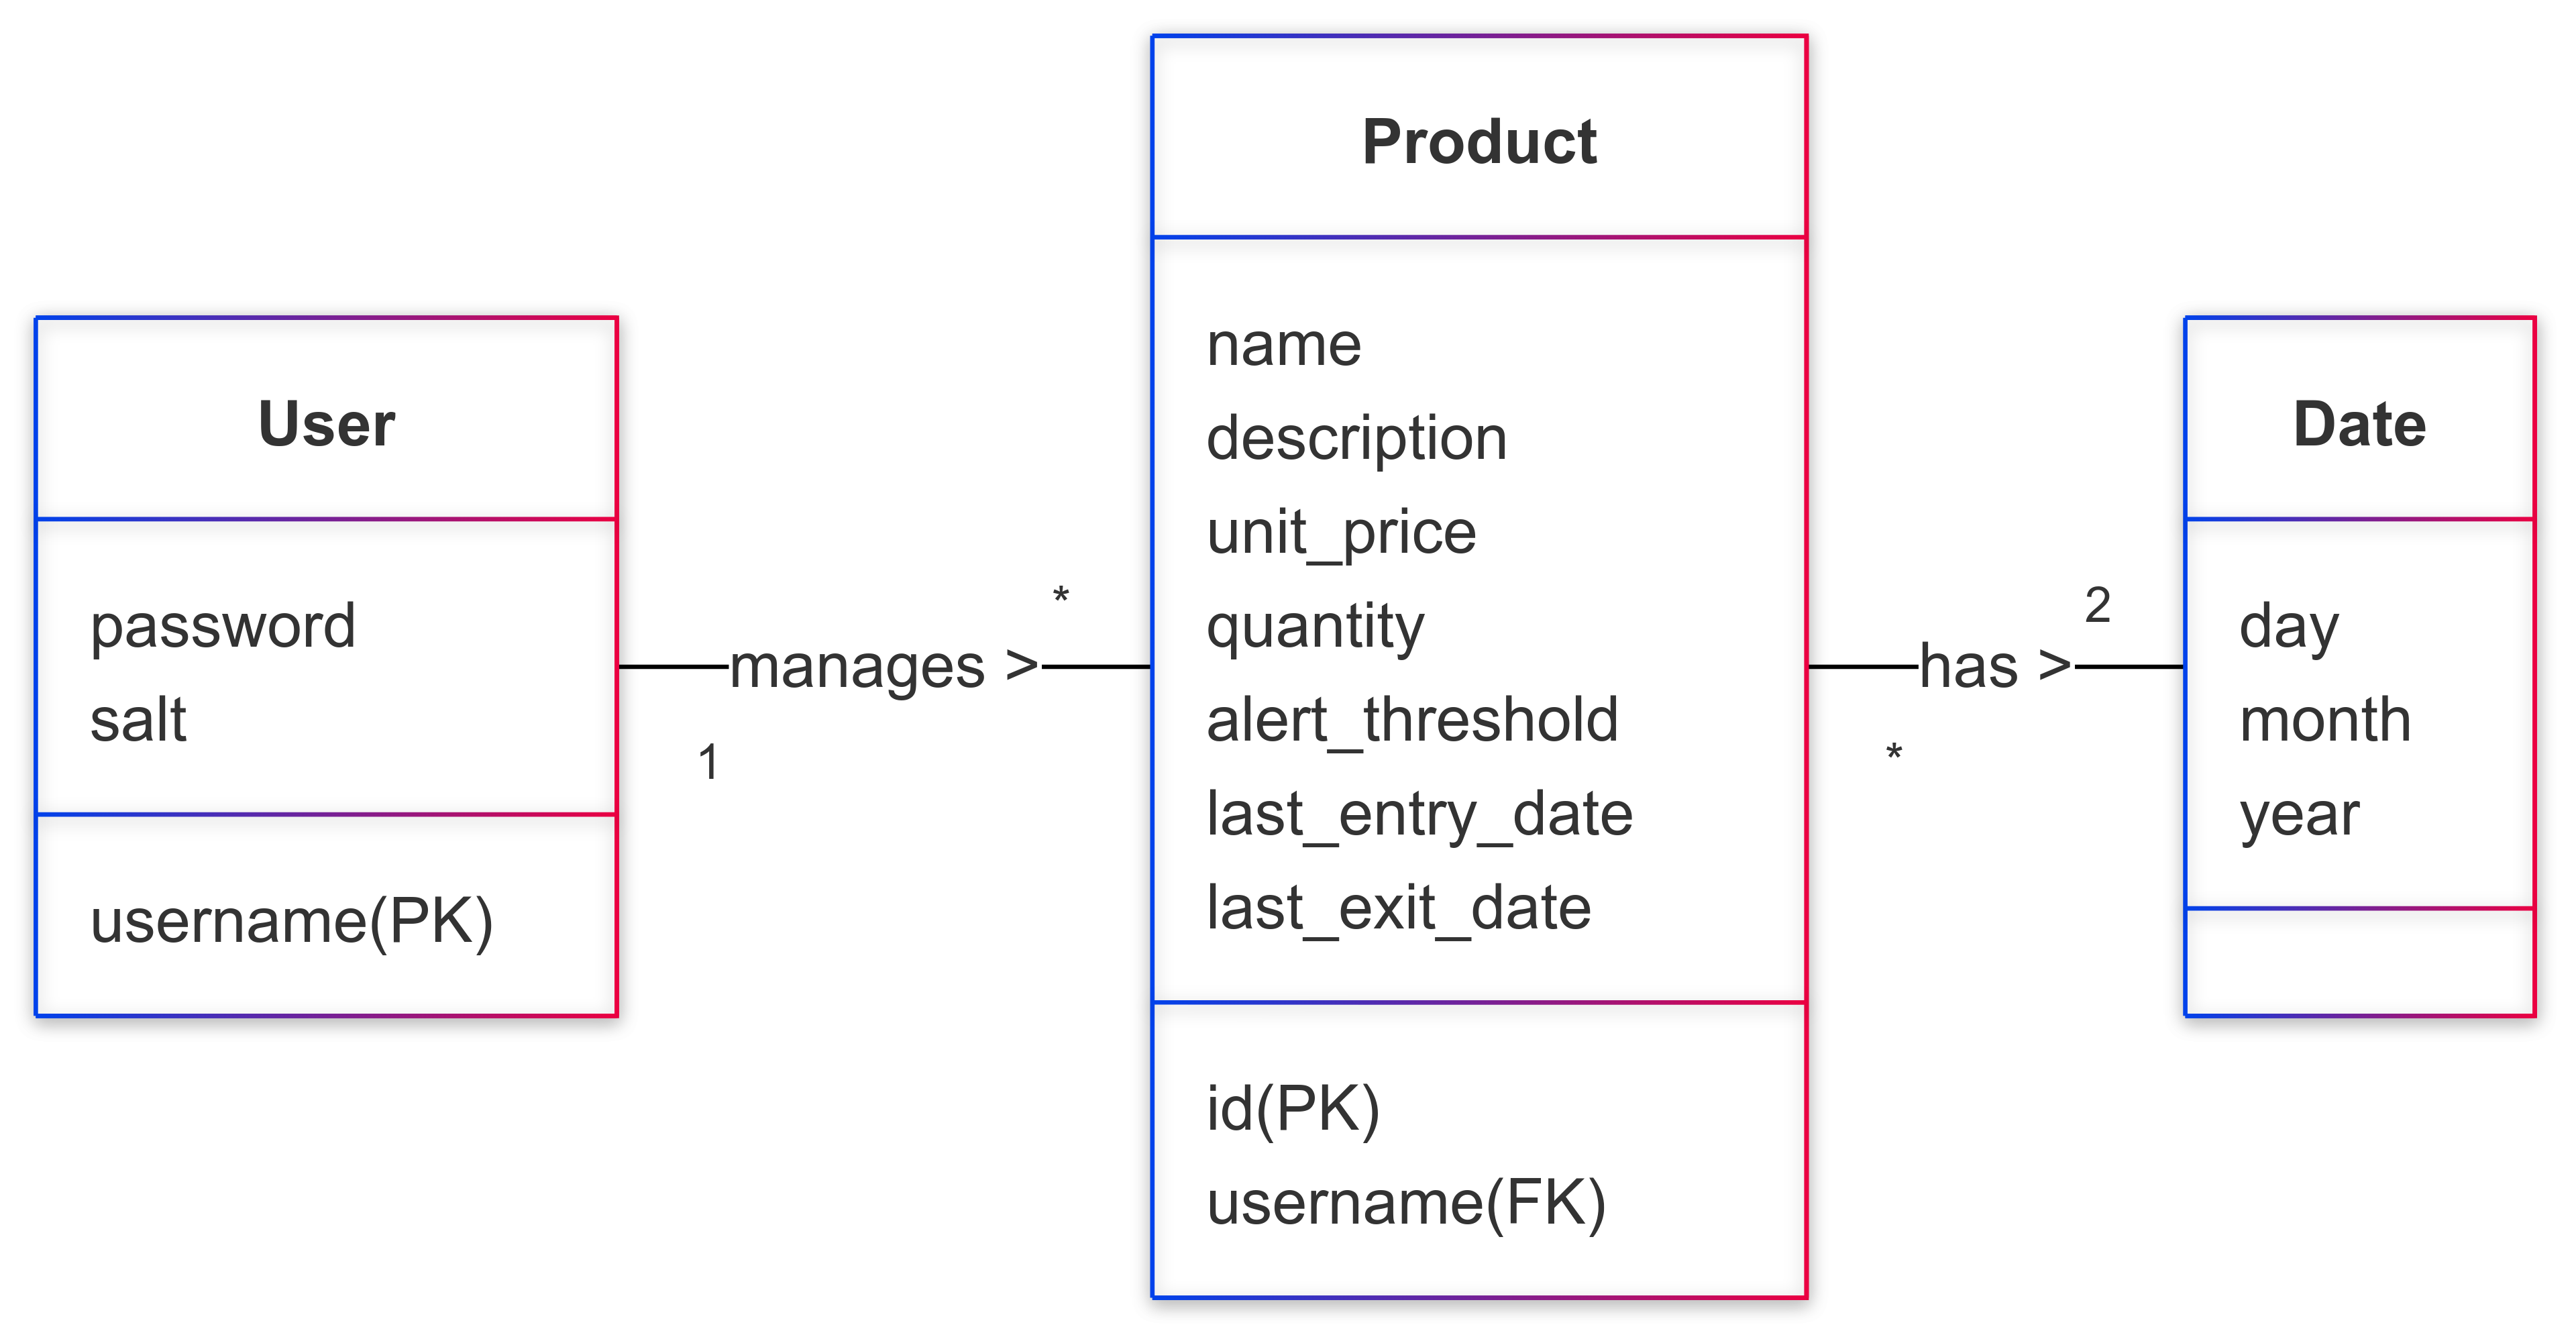 User
password
salt
username(PK)
1
manages >
*
Product
name
description
unit_price
quantity
alert_threshold
last_entry_date
last_exit_date
id(PK)
username(FK)
*
has >
2
Date
day
month
year